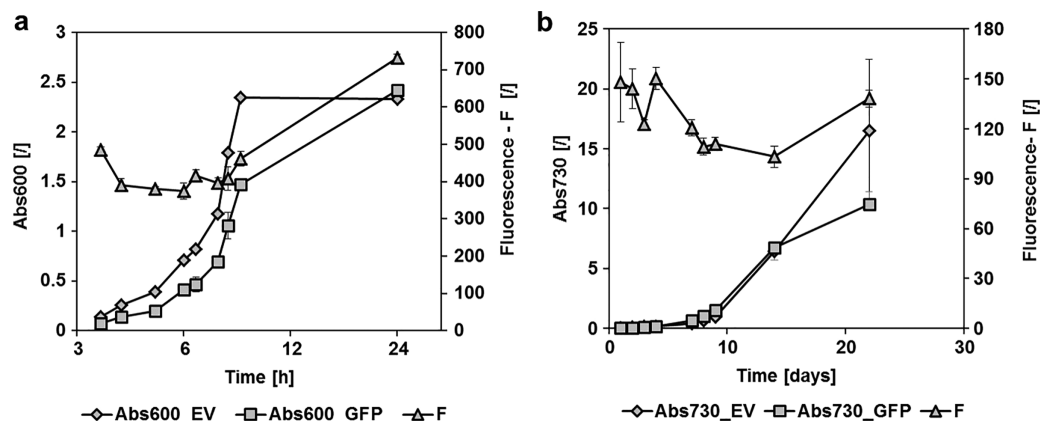 a
3
2.5
2
1.5
1
0.5
0
Abs600 [/]
800
700
600
500
400
300
200
100
0
Fluorescence - F [/]
3
6
12
24
Time [h]
Abs600 EV
Abs600 GFP
F
b
25
20
15
10
5
0
Abs730 [/]
180
150
120
90
60
30
0
Fluorescence- F [/]
0
10
20
30
Time [days]
Abs730_EV
Abs730_GFP
F